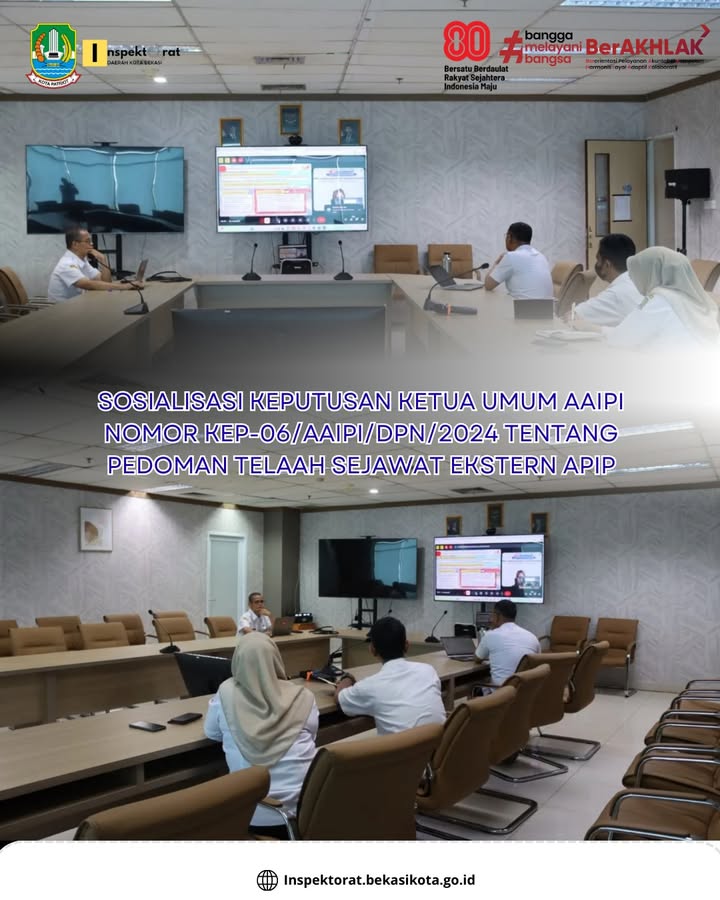 KOTA PATRIOT
Inspektorat
DAERAH KOTA BEKASI
80
Bersatu Berdaulat
Rakyat Sejahtera
Indonesia Maju
#bangga
melayani
bangsa
BerAKHLAK
SOSIALISASI KEPUTUSAN KETUA UMUM AAIPI
NOMOR KEP-06/AAIPI/DPN/2024 TENTANG
PEDOMAN TELAAH SEJAWAT EKSTERN APIP
Inspektorat.bekasikota.go.id